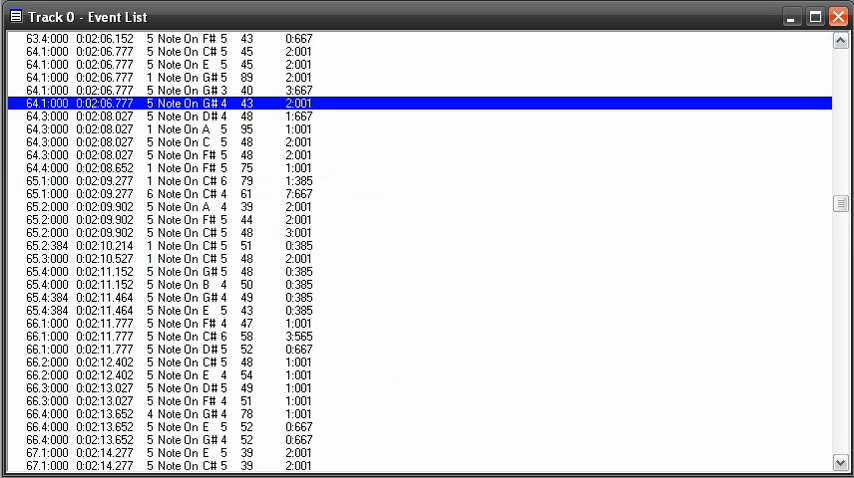 Track 0 - Event List
63.4:000 0:02:06.152 5 Note On F# 5 43 0:667
64.1:000 0:02:06.777 5 Note On C# 5 45 2:001
64.1:000 0:02:06.777 5 Note On E 5 45 2:001
64.1:000 0:02:06.777 1 Note On G# 5 89 2:001
64.1:000 0:02:06.777 5 Note On G# 3 40 3:667
64.1:000 0:02:06.777 5 Note On G# 4 43 2:001
64.3:000 0:02:08.027 5 Note On D# 4 48 1:667
64.3:000 0:02:08.027 1 Note On A 5 95 1:001
64.3:000 0:02:08.027 5 Note On C 5 48 2:001
64.3:000 0:02:08.027 5 Note On F# 5 48 2:001
64.4:000 0:02:08.652 1 Note On F# 5 75 1:001
65.1:000 0:02:09.277 1 Note On C# 6 79 1:385
65.1:000 0:02:09.277 6 Note On C# 4 61 7:667
65.2:000 0:02:09.902 5 Note On A 4 39 2:001
65.2:000 0:02:09.902 5 Note On F# 5 44 2:001
65.2:000 0:02:09.902 5 Note On C# 5 48 3:001
65.2:384 0:02:10.214 1 Note On C# 5 51 0:385
65.3:000 0:02:10.527 1 Note On C# 5 48 2:001
65.4:000 0:02:11.152 5 Note On G# 5 48 0:385
65.4:000 0:02:11.152 5 Note On B 4 50 0:385
65.4:384 0:02:11.464 5 Note On G# 4 49 0:385
65.4:384 0:02:11.464 5 Note On E 5 43 0:385
66.1:000 0:02:11.777 5 Note On F# 4 47 1:001
66.1:000 0:02:11.777 1 Note On C# 6 58 3:565
66.1:000 0:02:11.777 5 Note On D# 5 52 0:667
66.2:000 0:02:12.402 5 Note On C# 5 48 1:001
66.2:000 0:02:12.402 5 Note On E 4 54 1:001
66.3:000 0:02:13.027 5 Note On D# 5 49 1:001
66.3:000 0:02:13.027 5 Note On F# 4 51 1:001
66.4:000 0:02:13.652 4 Note On G# 4 78 1:001
66.4:000 0:02:13.652 5 Note On E 5 52 0:667
66.4:000 0:02:13.652 5 Note On G# 4 52 0:667
67.1:000 0:02:14.277 5 Note On E 5 39 2:001
67.1:000 0:02:14.277 5 Note On C# 5 39 2:001